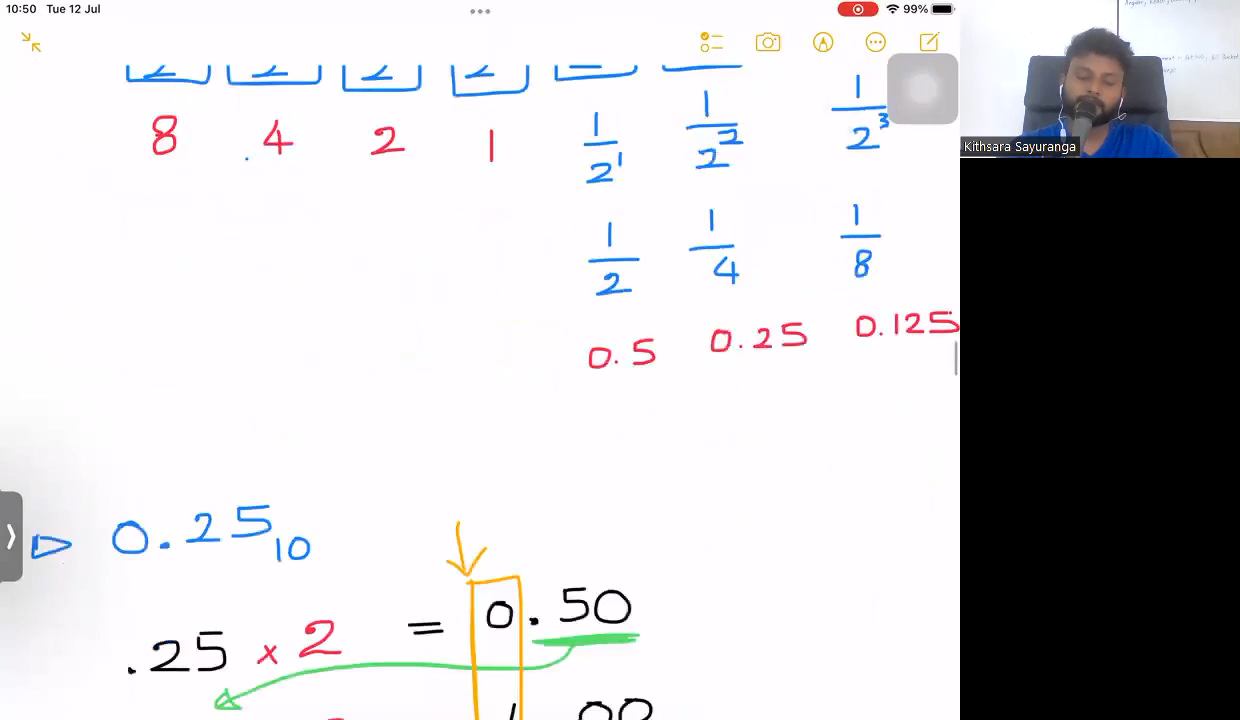 10:50 Tue 12 Jul 99%
8 4 2 1 1/2¹ 1/2² 1/2³
1/2 1/4 1/8
0.5 0.25 0.125
Kithsara Sayuranga
▷ 0.25₁₀
.25 × 2 = 0.50